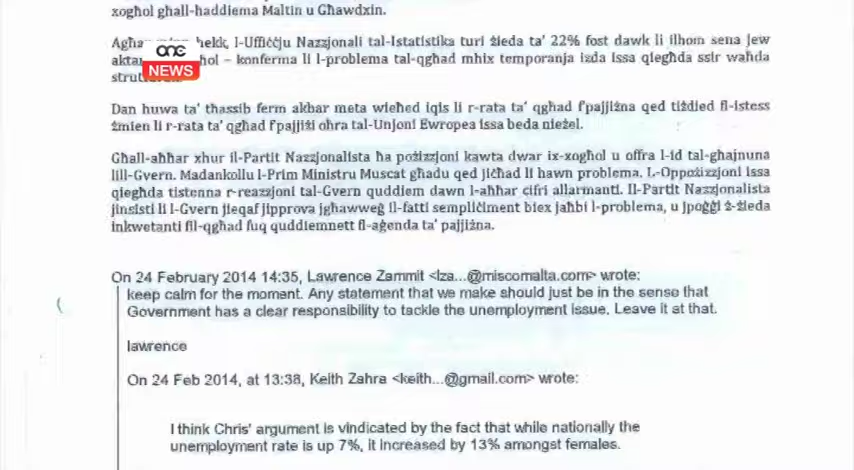 xogħol għall-ħaddiema Maltin u Għawdxin.
one
NEWS
hekk, l-Uffiċċju Nazzjonali tal-Istatistika turi żieda ta' 22% fost dawk li ilhom sena jew
– konferma li l-problema tal-qgħad mhix temporanja iżda issa qiegħda ssir waħda
Dan huwa ta' tħassib ferm akbar meta wieħed iqis li r-rata ta' qgħad f'pajjiżna qed tiżdied fl-istess
żmien li r-rata ta' qgħad f'pajjiżi oħra tal-Unjoni Ewropea issa beda nieżel.
Għall-aħħar xhur il-Partit Nazzjonalista ħa pożizzjoni kawta dwar ix-xogħol u offra l-id tal-għajnuna
lill-Gvern. Madankollu l-Prim Ministru Muscat għadu qed jiċħad li hawn problema. L-Oppożizzjoni issa
qiegħda tistenna r-reazzjoni tal-Gvern quddiem dawn l-aħħar ċifri allarmanti. Il-Partit Nazzjonalista
jinsisti li l-Gvern jieqaf jipprova jgħawweġ il-fatti sempliċiment biex jaħbi l-problema, u jpoġġi ż-żieda
inkwetanti fil-qgħad fuq quddiemnett fl-aġenda ta' pajjiżna.
On 24 February 2014 14:35, Lawrence Zammit <lza...@miscomalta.com> wrote:
keep calm for the moment. Any statement that we make should just be in the sense that
Government has a clear responsibility to tackle the unemployment issue. Leave it at that.
lawrence
On 24 Feb 2014, at 13:38, Keith Zahra <keith...@gmail.com> wrote:
I think Chris' argument is vindicated by the fact that while nationally the
unemployment rate is up 7%, it increased by 13% amongst females.